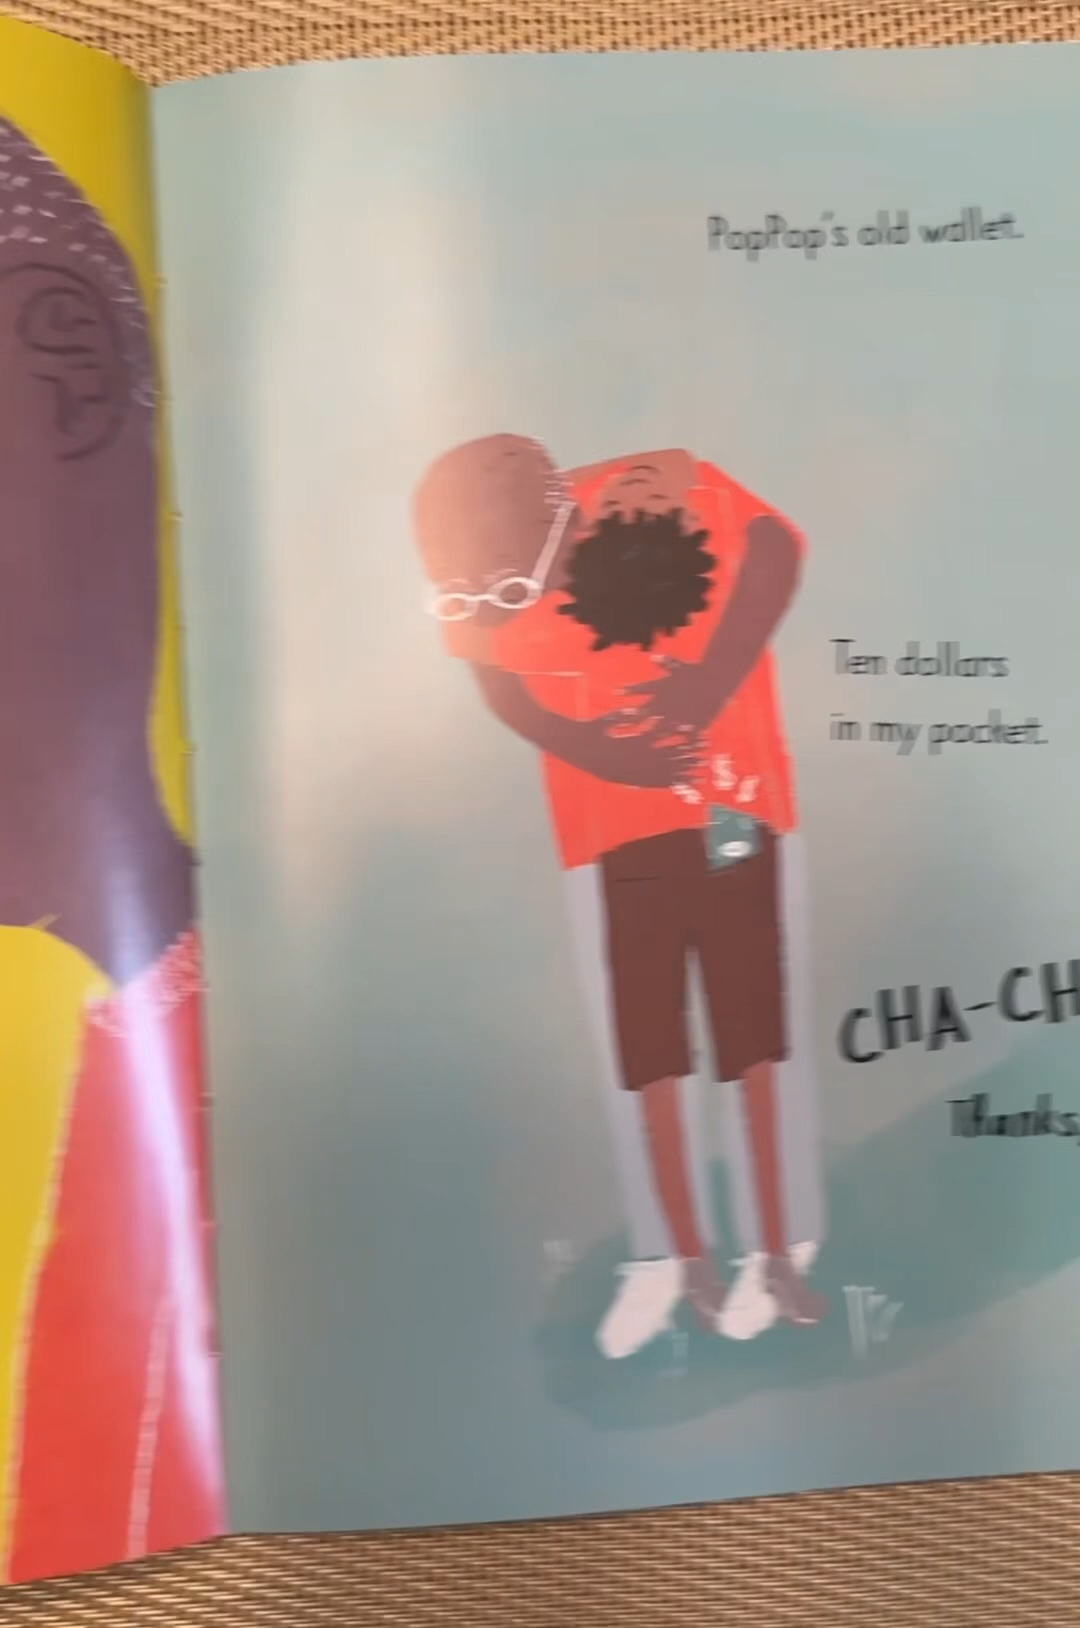 PopPop's old wallet.
Ten dollars
in my pocket.
CHA-CH
Thanks,